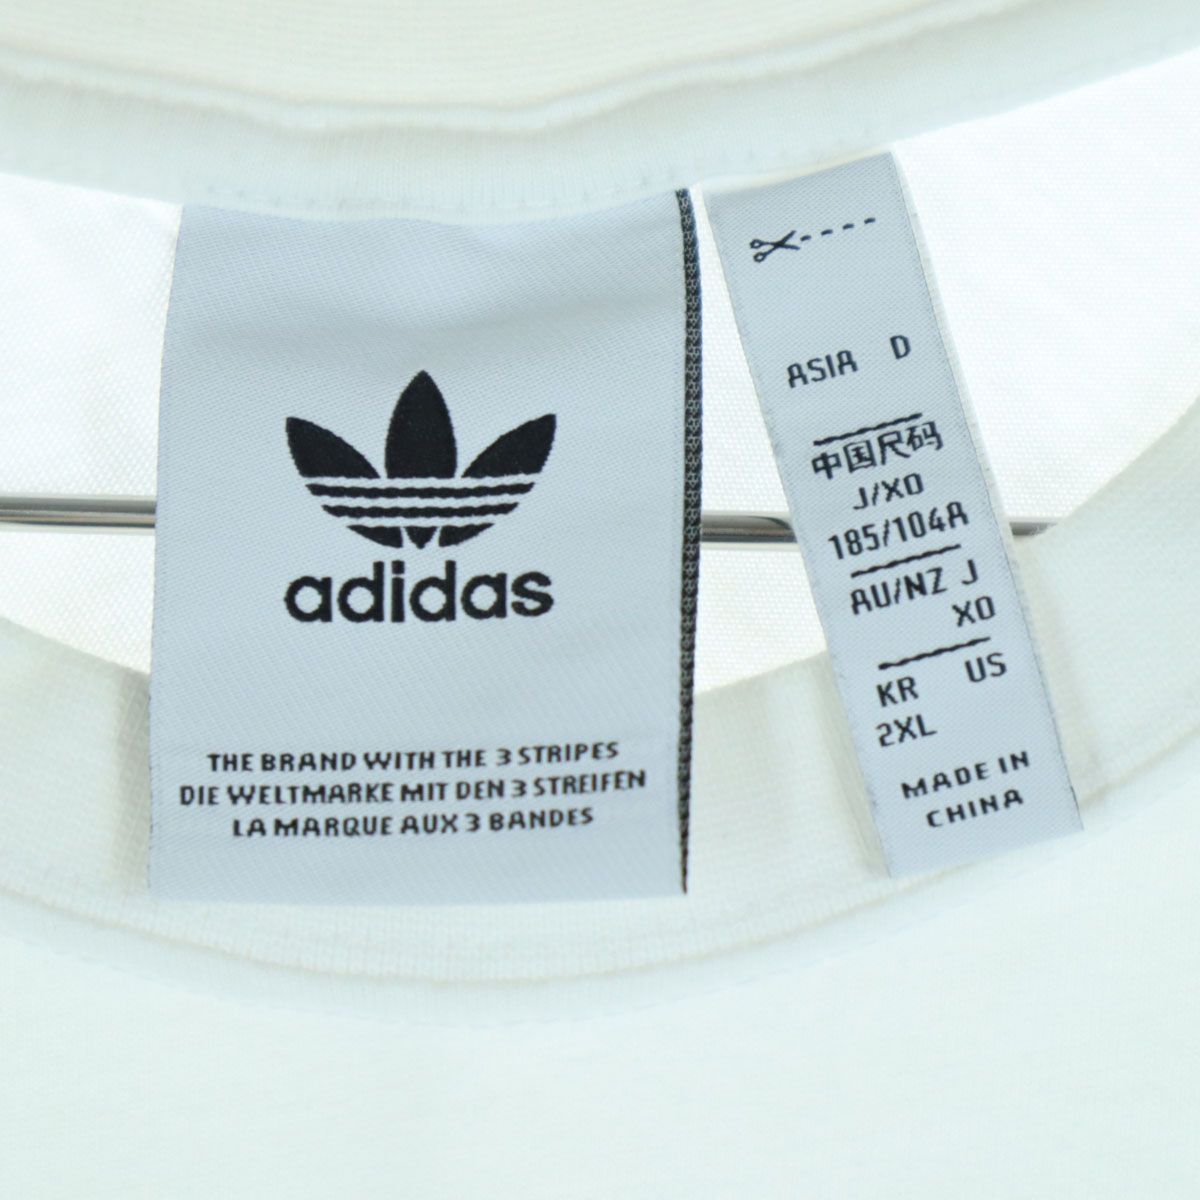 adidas
THE BRAND WITH THE 3 STRIPES
DIE WELTMARKE MIT DEN 3 STREIFEN
LA MARQUE AUX 3 BANDES
ASIA D
中国尺码
J/XO
185/104A
AU/NZ J
XO
KR US
2XL
MADE IN
CHINA